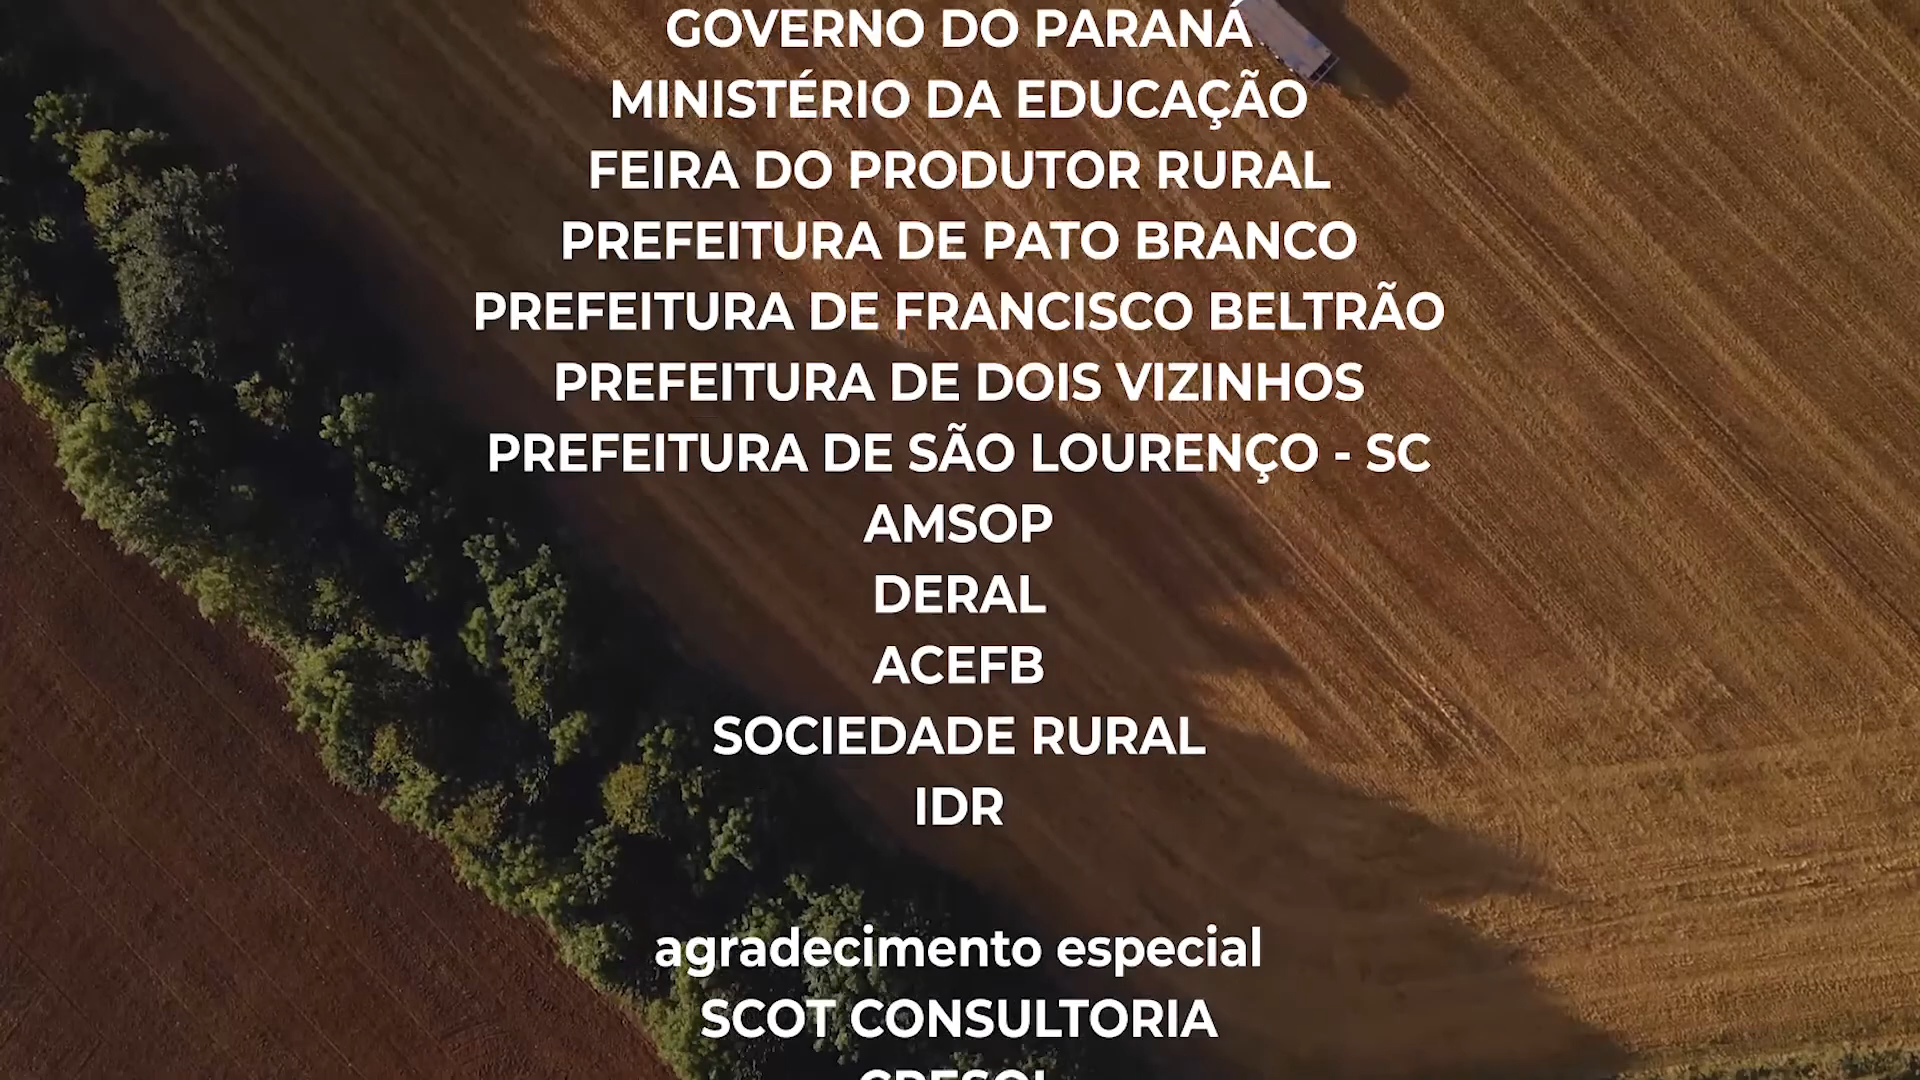 GOVERNO DO PARANÁ
MINISTÉRIO DA EDUCAÇÃO
FEIRA DO PRODUTOR RURAL
PREFEITURA DE PATO BRANCO
PREFEITURA DE FRANCISCO BELTRÃO
PREFEITURA DE DOIS VIZINHOS
PREFEITURA DE SÃO LOURENÇO - SC
AMSOP
DERAL
ACEFB
SOCIEDADE RURAL
IDR
agradecimento especial
SCOT CONSULTORIA